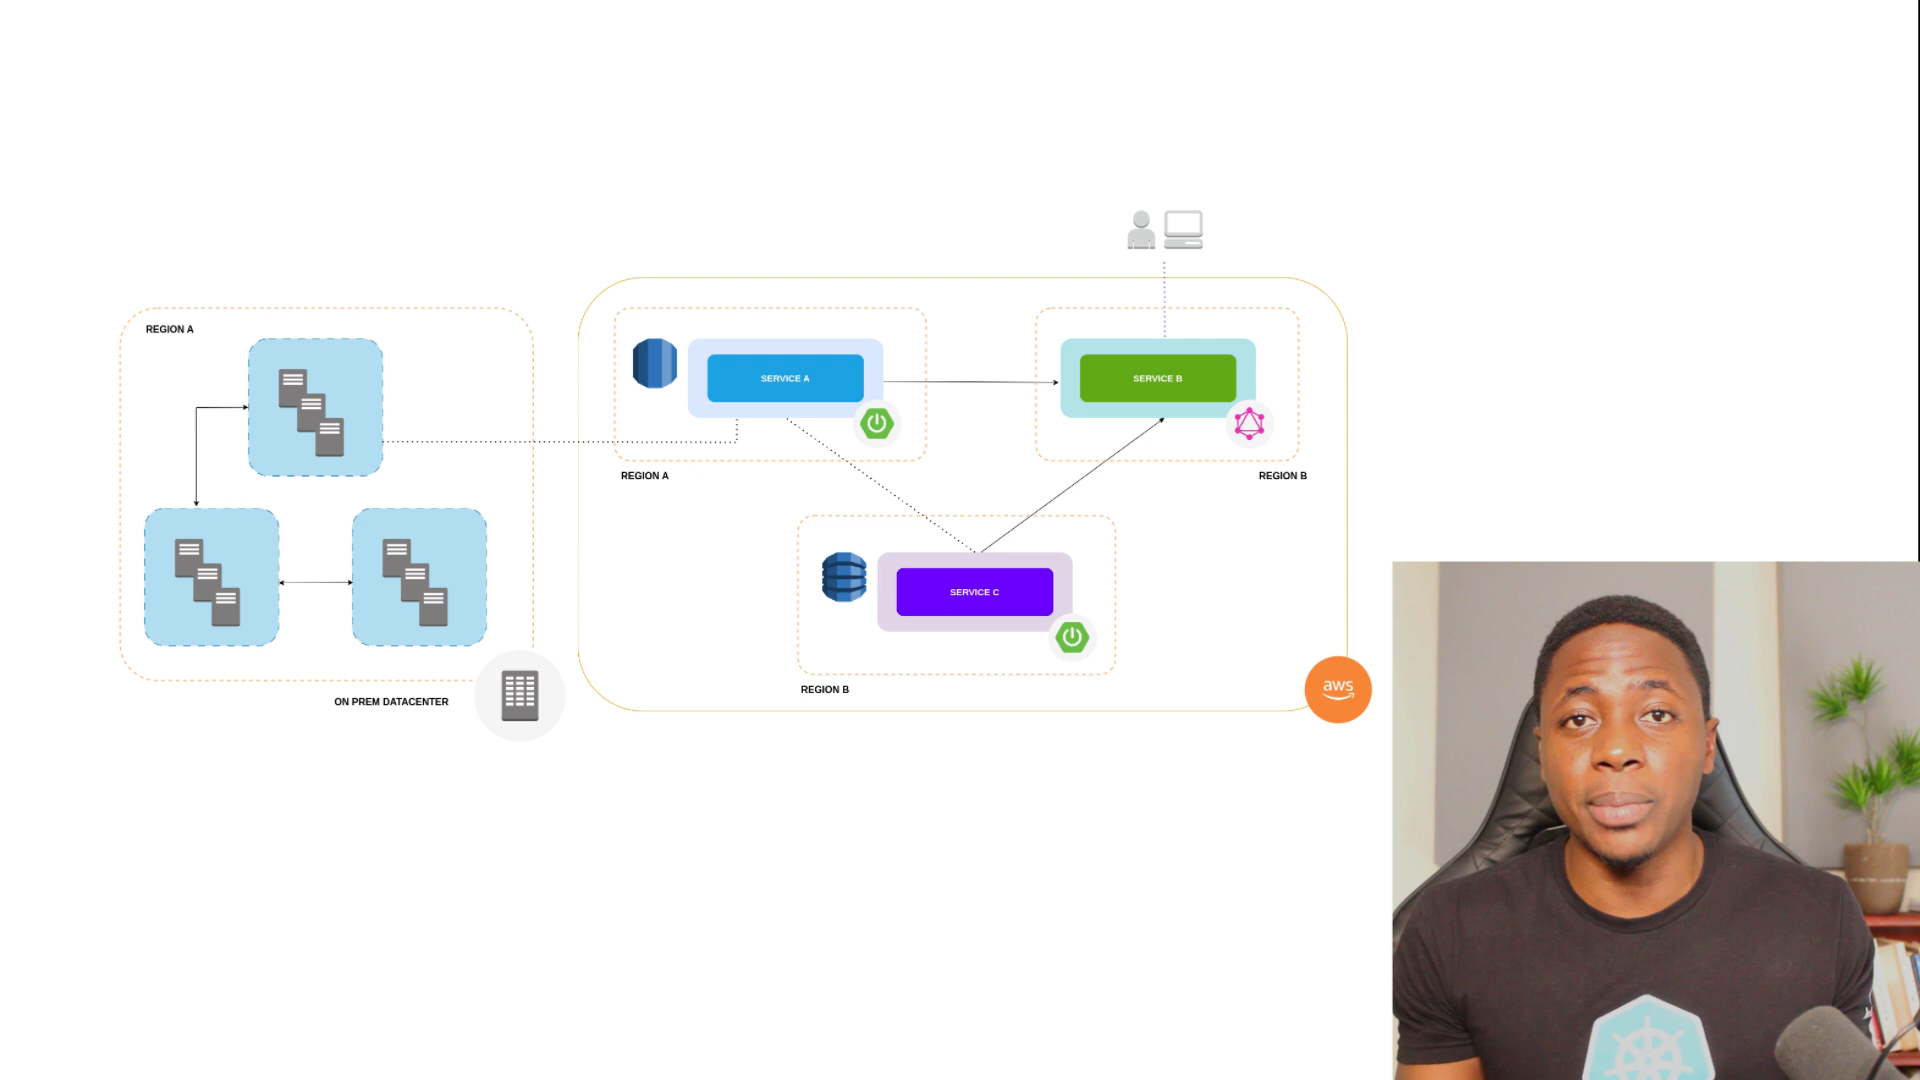 REGION A
SERVICE A
SERVICE B
REGION A
REGION B
SERVICE C
REGION B
ON PREM DATACENTER
aws